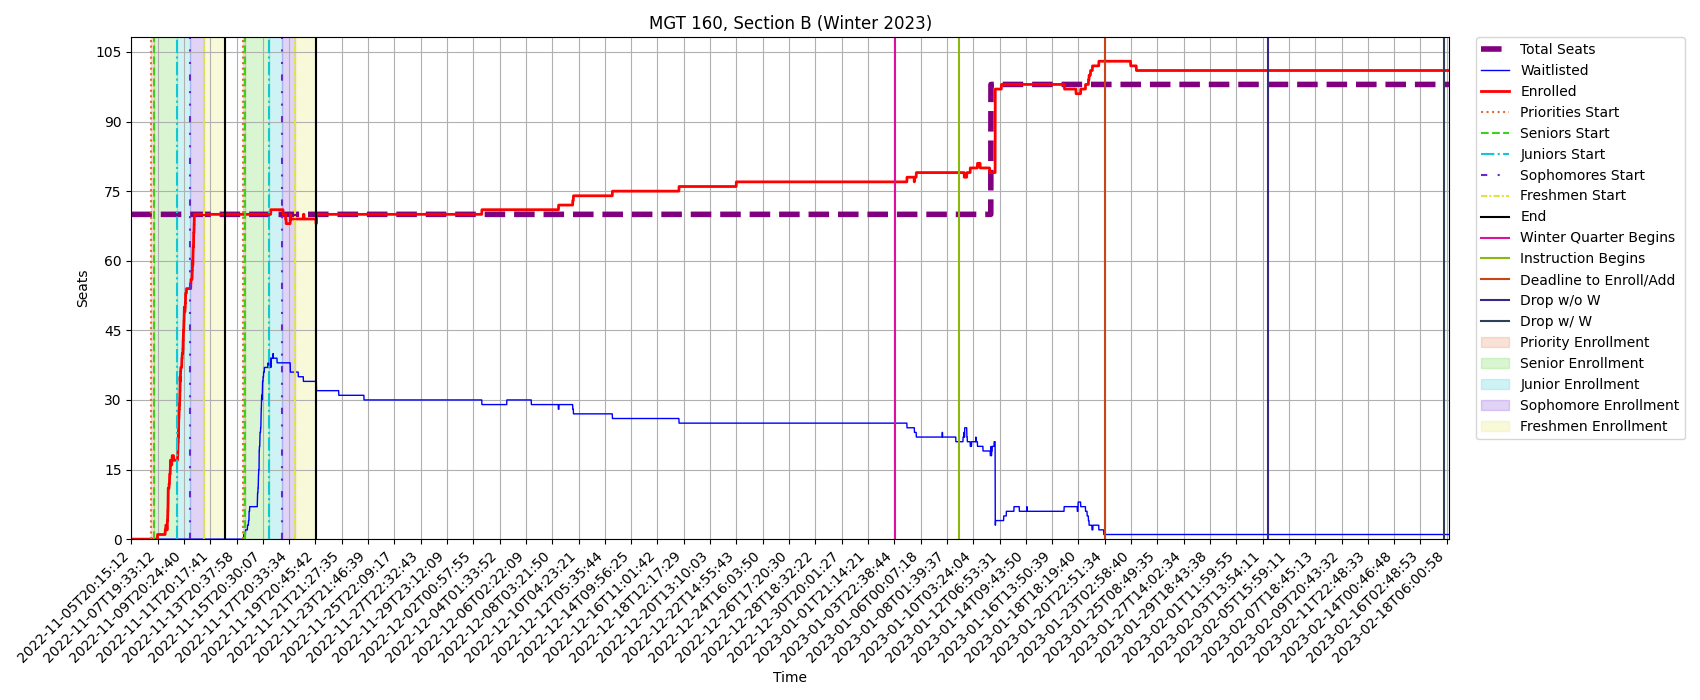 MGT 160, Section B (Winter 2023)
105
90
75
60
45
30
15
0
Seats
2022-11-05T20:15:12
2022-11-07T19:33:12
2022-11-09T20:24:40
2022-11-11T20:17:41
2022-11-13T20:37:58
2022-11-15T20:30:07
2022-11-17T20:33:34
2022-11-19T20:45:42
2022-11-21T21:27:35
2022-11-23T21:46:39
2022-11-25T22:09:17
2022-11-27T22:32:43
2022-11-29T23:12:09
2022-12-02T00:57:55
2022-12-04T01:33:52
2022-12-06T02:22:09
2022-12-08T03:21:50
2022-12-10T04:23:21
2022-12-12T05:35:44
2022-12-14T09:56:25
2022-12-16T11:01:42
2022-12-18T12:17:29
2022-12-20T13:10:03
2022-12-22T14:55:43
2022-12-24T16:03:50
2022-12-26T17:20:30
2022-12-28T18:32:22
2022-12-30T20:01:27
2023-01-01T21:14:21
2023-01-03T22:38:44
2023-01-06T00:07:18
2023-01-08T01:39:37
2023-01-10T03:24:04
2023-01-12T06:53:31
2023-01-14T09:43:50
2023-01-16T13:50:39
2023-01-18T18:19:40
2023-01-20T22:51:34
2023-01-23T02:58:40
2023-01-25T08:49:35
2023-01-27T14:02:34
2023-01-29T18:43:38
2023-02-01T11:59:55
2023-02-03T13:54:11
2023-02-05T15:59:11
2023-02-07T18:45:13
2023-02-09T20:43:32
2023-02-11T22:48:33
2023-02-14T00:46:48
2023-02-16T02:48:53
2023-02-18T06:00:58
Time
Total Seats
Waitlisted
Enrolled
Priorities Start
Seniors Start
Juniors Start
Sophomores Start
Freshmen Start
End
Winter Quarter Begins
Instruction Begins
Deadline to Enroll/Add
Drop w/o W
Drop w/ W
Priority Enrollment
Senior Enrollment
Junior Enrollment
Sophomore Enrollment
Freshmen Enrollment